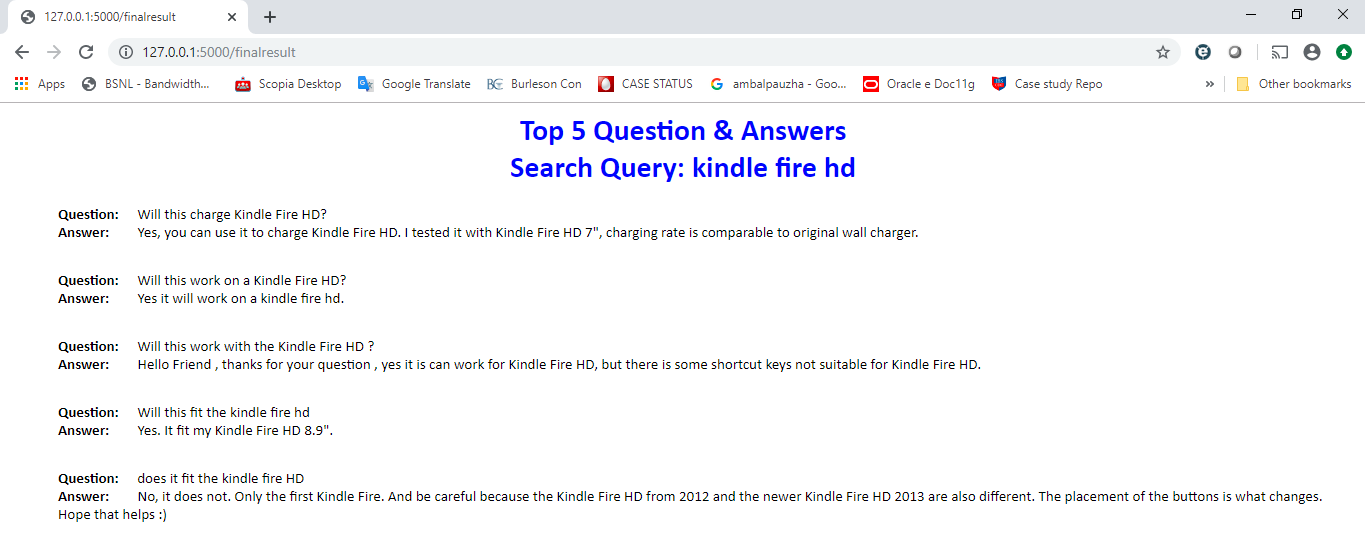 127.0.0.1:5000/finalresult
127.0.0.1:5000/finalresult
Apps BSNL - Bandwidth... Scopia Desktop Google Translate BC Burleson Con CASE STATUS G ambalpauzha - Goo... Oracle e Doc11g Case study Repo » Other bookmarks
Top 5 Question & Answers
Search Query: kindle fire hd
Question: Will this charge Kindle Fire HD?
Answer: Yes, you can use it to charge Kindle Fire HD. I tested it with Kindle Fire HD 7", charging rate is comparable to original wall charger.
Question: Will this work on a Kindle Fire HD?
Answer: Yes it will work on a kindle fire hd.
Question: Will this work with the Kindle Fire HD ?
Answer: Hello Friend , thanks for your question , yes it is can work for Kindle Fire HD, but there is some shortcut keys not suitable for Kindle Fire HD.
Question: Will this fit the kindle fire hd
Answer: Yes. It fit my Kindle Fire HD 8.9".
Question: does it fit the kindle fire HD
Answer: No, it does not. Only the first Kindle Fire. And be careful because the Kindle Fire HD from 2012 and the newer Kindle Fire HD 2013 are also different. The placement of the buttons is what changes.
Hope that helps :)